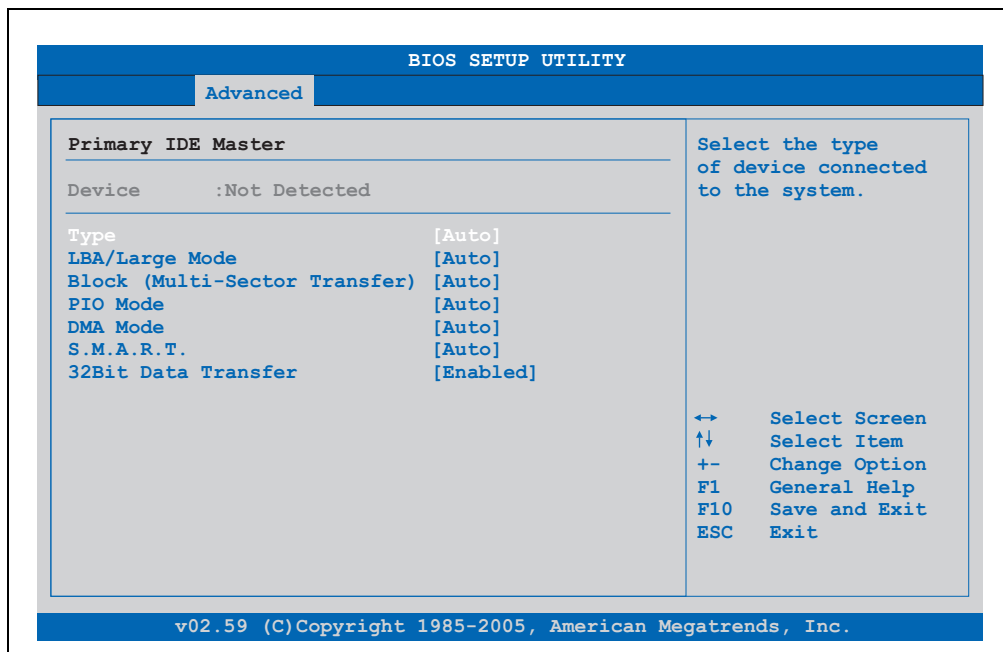 BIOS SETUP UTILITY
Advanced
Primary IDE Master
Device :Not Detected
Type [Auto]
LBA/Large Mode [Auto]
Block (Multi-Sector Transfer) [Auto]
PIO Mode [Auto]
DMA Mode [Auto]
S.M.A.R.T. [Auto]
32Bit Data Transfer [Enabled]
Select the type
of device connected
to the system.
↔ Select Screen
↑↓ Select Item
+- Change Option
F1 General Help
F10 Save and Exit
ESC Exit
v02.59 (C)Copyright 1985-2005, American Megatrends, Inc.